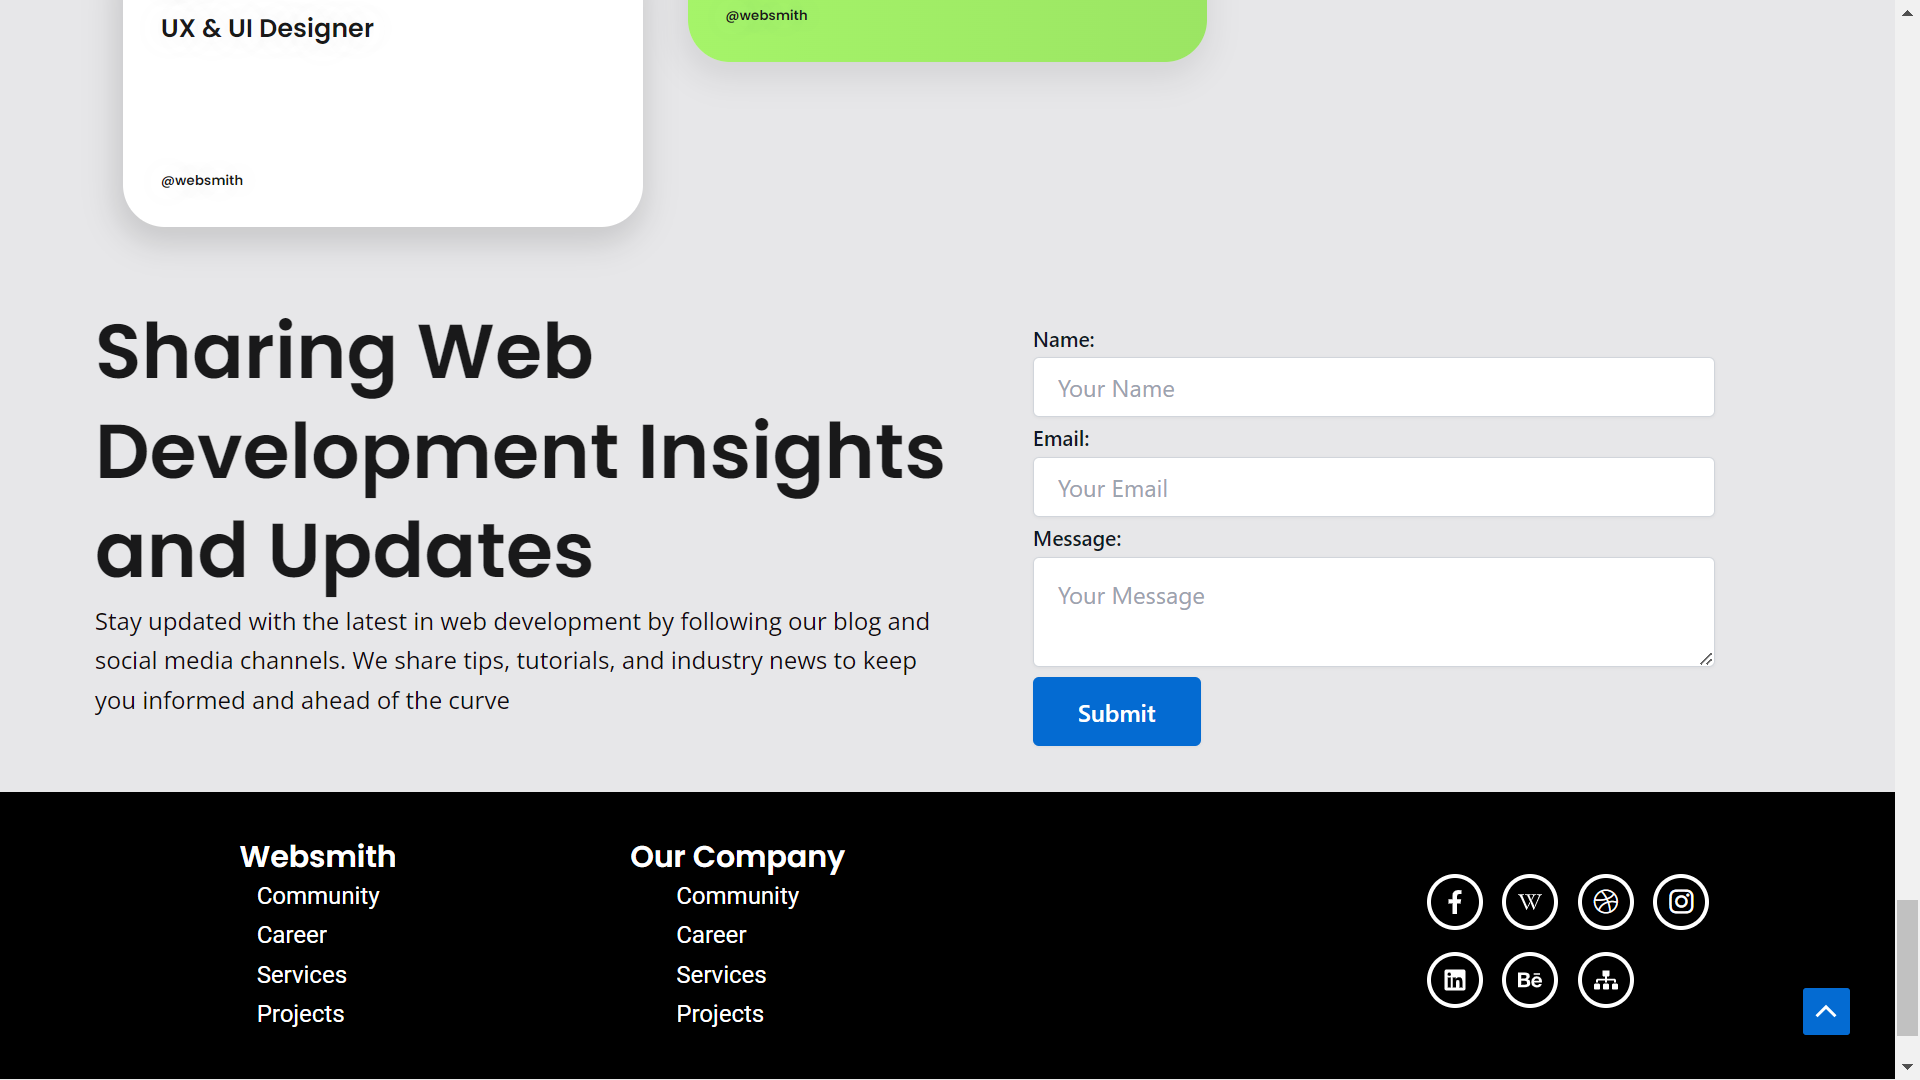 UX & UI Designer
@websmith
@websmith
Sharing Web
Development Insights
and Updates
Stay updated with the latest in web development by following our blog and
social media channels. We share tips, tutorials, and industry news to keep
you informed and ahead of the curve
Name:
Your Name
Email:
Your Email
Message:
Your Message
Submit
Websmith
Community
Career
Services
Projects
Our Company
Community
Career
Services
Projects
W
in
Bē